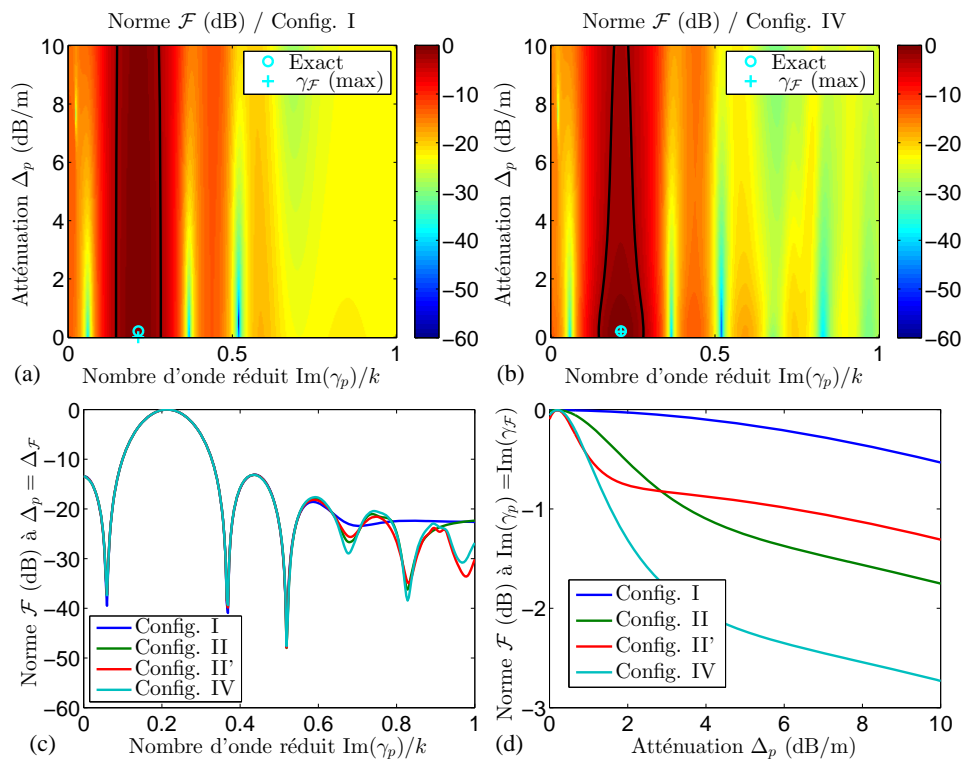 Norme F (dB) / Config. I
Atténuation Δp (dB/m)
10
8
6
4
2
0
Exact
γF (max)
0
−10
−20
−30
−40
−50
−60
0
0.5
1
(a)
Nombre d'onde réduit Im(γp)/k
Norme F (dB) / Config. IV
Atténuation Δp (dB/m)
10
8
6
4
2
0
Exact
γF (max)
0
−10
−20
−30
−40
−50
−60
0
0.5
1
(b)
Nombre d'onde réduit Im(γp)/k
Norme F (dB) à Δp = ΔF
0
−10
−20
−30
−40
−50
−60
Config. I
Config. II
Config. II'
Config. IV
0
0.2
0.4
0.6
0.8
1
(c)
Nombre d'onde réduit Im(γp)/k
Norme F (dB) à Im(γp) =Im(γF)
0
−1
−2
−3
Config. I
Config. II
Config. II'
Config. IV
0
2
4
6
8
10
(d)
Atténuation Δp (dB/m)